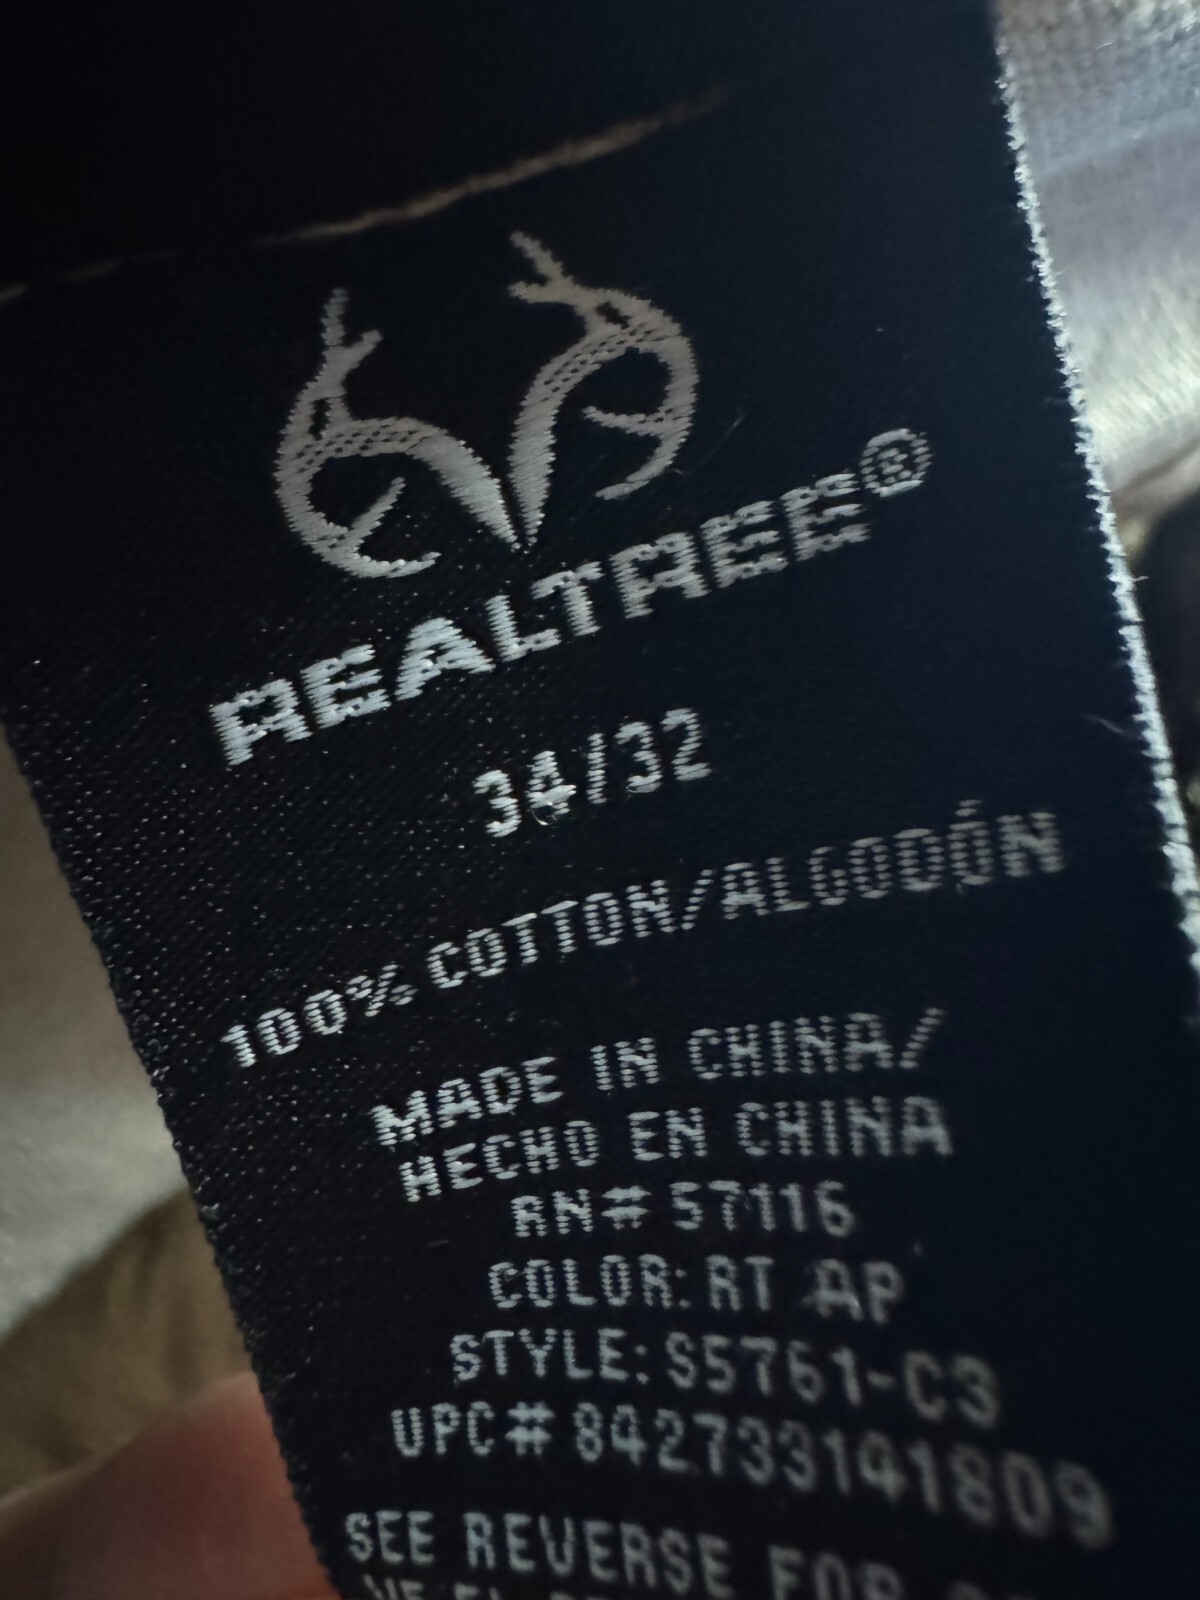 REALTREE®
34/32
100% COTTON/ALGODÓN
MADE IN CHINA/
HECHO EN CHINA
RN# 57116
COLOR: RT AP
STYLE: S5761-C3
UPC# 842733141809
SEE REVERSE FOR